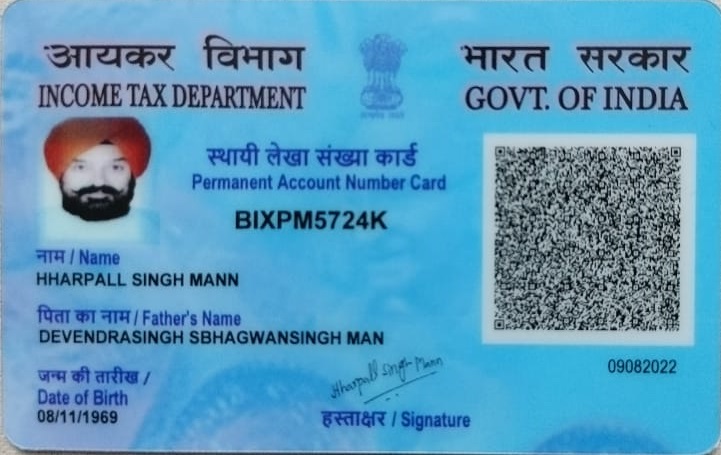 आयकर विभाग
INCOME TAX DEPARTMENT
भारत सरकार
GOVT. OF INDIA
स्थायी लेखा संख्या कार्ड
Permanent Account Number Card
BIXPM5724K
नाम / Name
HHARPALL SINGH MANN
पिता का नाम / Father's Name
DEVENDRASINGH SBHAGWANSINGH MAN
जन्म की तारीख /
Date of Birth
08/11/1969
Hharpall Singh Mann
हस्ताक्षर / Signature
09082022